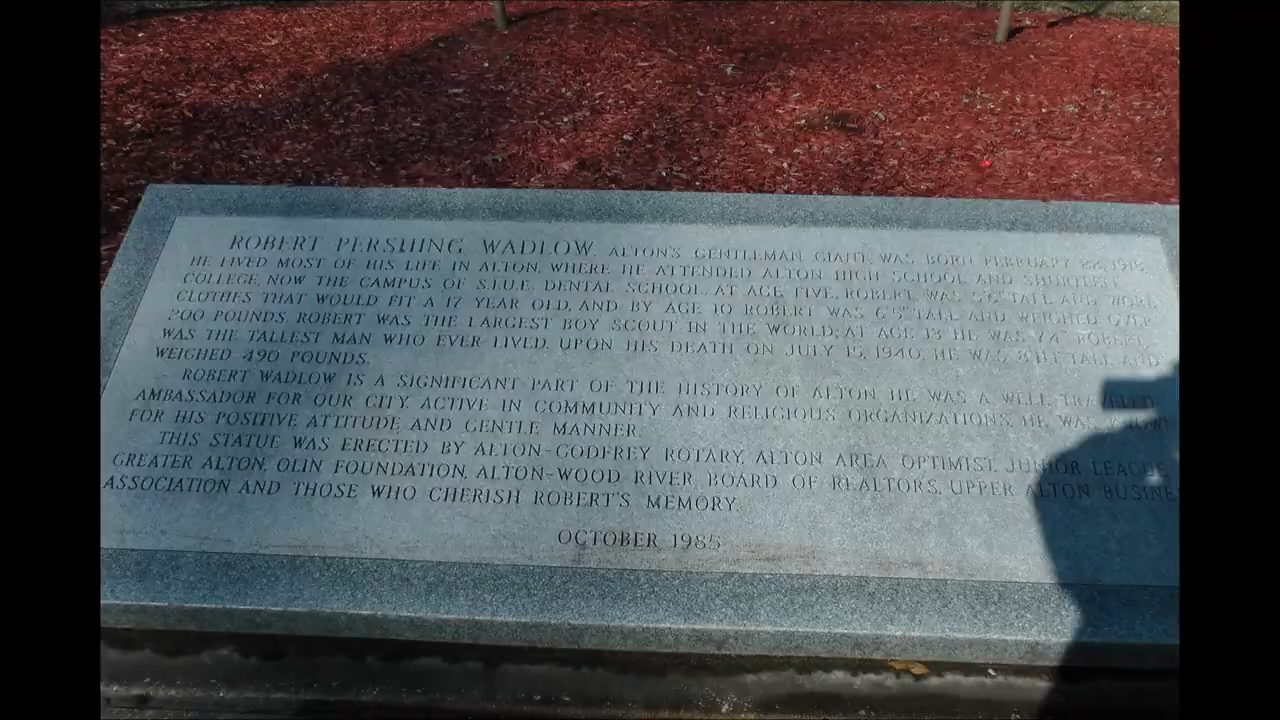 ROBERT PERSHING WADLOW, ALTON'S GENTLEMAN GIANT, WAS BORN FEBRUARY 22, 1918.
HE LIVED MOST OF HIS LIFE IN ALTON, WHERE HE ATTENDED ALTON HIGH SCHOOL AND SHURTLEFF
COLLEGE, NOW THE CAMPUS OF S.I.U.E. DENTAL SCHOOL. AT AGE FIVE, ROBERT WAS 5'6" TALL AND WORE
CLOTHES THAT WOULD FIT A 17 YEAR OLD, AND BY AGE 10 ROBERT WAS 6'5" TALL AND WEIGHED OVER
200 POUNDS. ROBERT WAS THE LARGEST BOY SCOUT IN THE WORLD; AT AGE 13 HE WAS 7'4". ROBERT
WAS THE TALLEST MAN WHO EVER LIVED. UPON HIS DEATH ON JULY 15, 1940, HE WAS 8'11.1" TALL AND
WEIGHED 490 POUNDS.
ROBERT WADLOW IS A SIGNIFICANT PART OF THE HISTORY OF ALTON. HE WAS A WELL TRAVELED
AMBASSADOR FOR OUR CITY, ACTIVE IN COMMUNITY AND RELIGIOUS ORGANIZATIONS. HE WAS KNOWN
FOR HIS POSITIVE ATTITUDE AND GENTLE MANNER.
THIS STATUE WAS ERECTED BY ALTON-GODFREY ROTARY, ALTON AREA OPTIMIST, JUNIOR LEAGUE
GREATER ALTON, OLIN FOUNDATION, ALTON-WOOD RIVER BOARD OF REALTORS, UPPER ALTON BUSINE
ASSOCIATION AND THOSE WHO CHERISH ROBERT'S MEMORY.
OCTOBER 1985